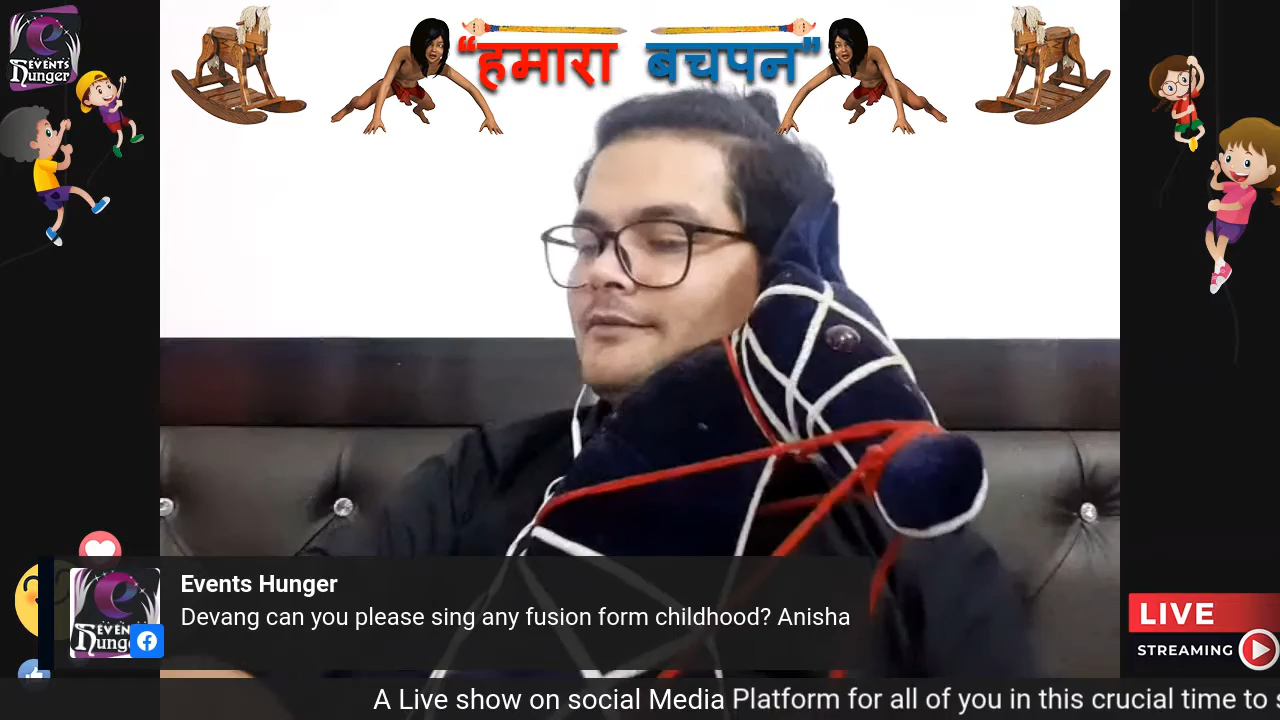 EVENTS
Hunger
“हमारा बचपन”
Events Hunger
Devang can you please sing any fusion form childhood? Anisha
LIVE
STREAMING
A Live show on social Media Platform for all of you in this crucial time to